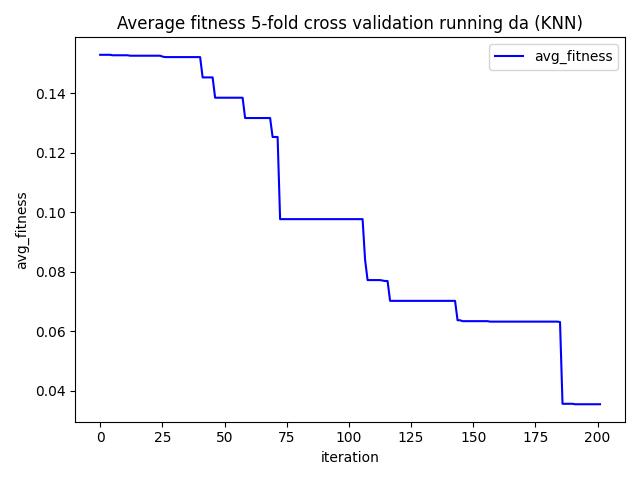 Average fitness 5-fold cross validation running da (KNN)
avg_fitness
avg_fitness
0.14
0.12
0.10
0.08
0.06
0.04
0 25 50 75 100 125 150 175 200
iteration